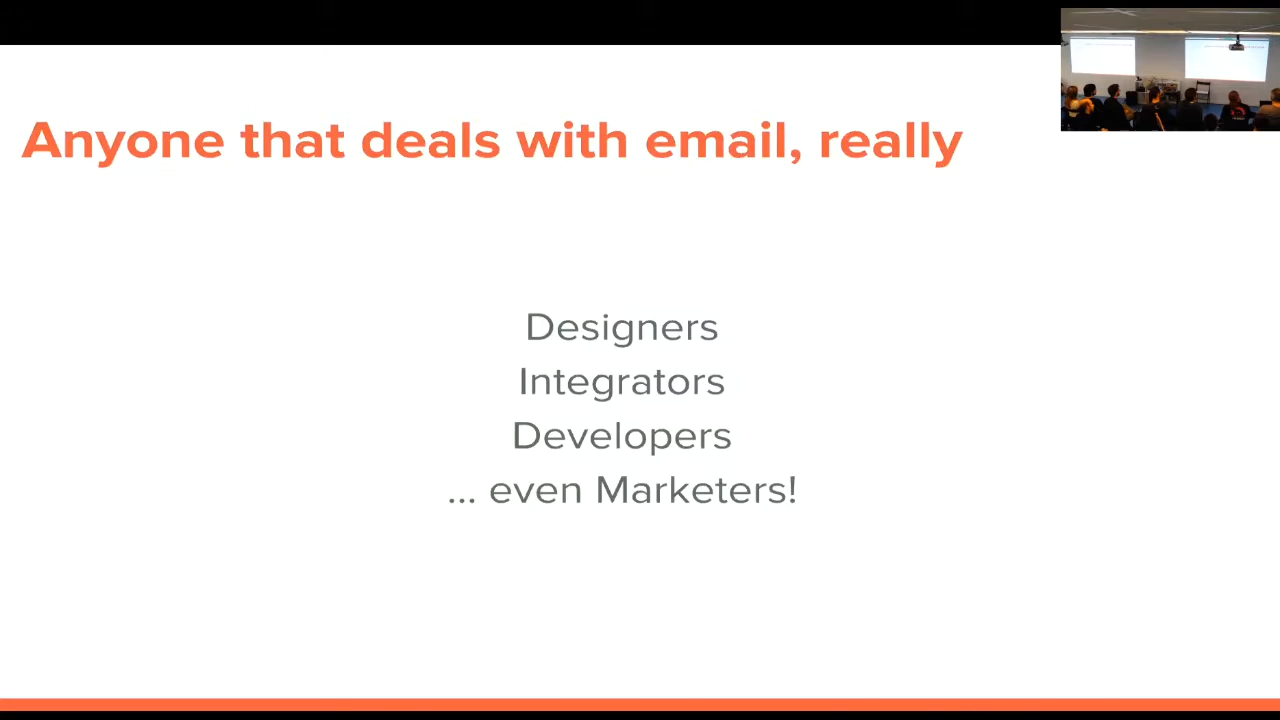 Anyone that deals with email, really
Designers
Integrators
Developers
... even Marketers!